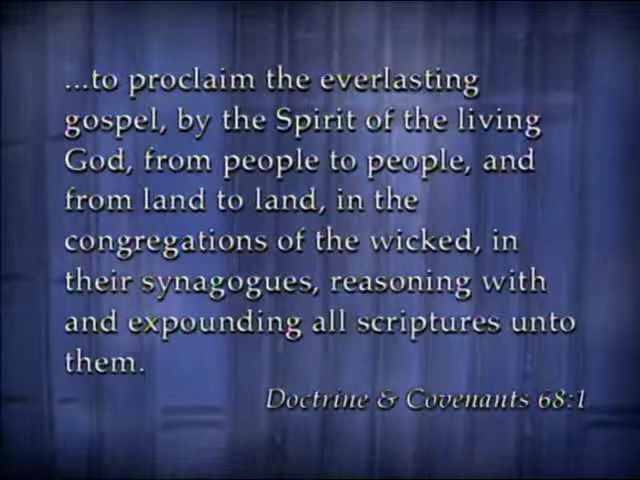 ...to proclaim the everlasting
gospel, by the Spirit of the living
God, from people to people, and
from land to land, in the
congregations of the wicked, in
their synagogues, reasoning with
and expounding all scriptures unto
them.
Doctrine & Covenants 68:1